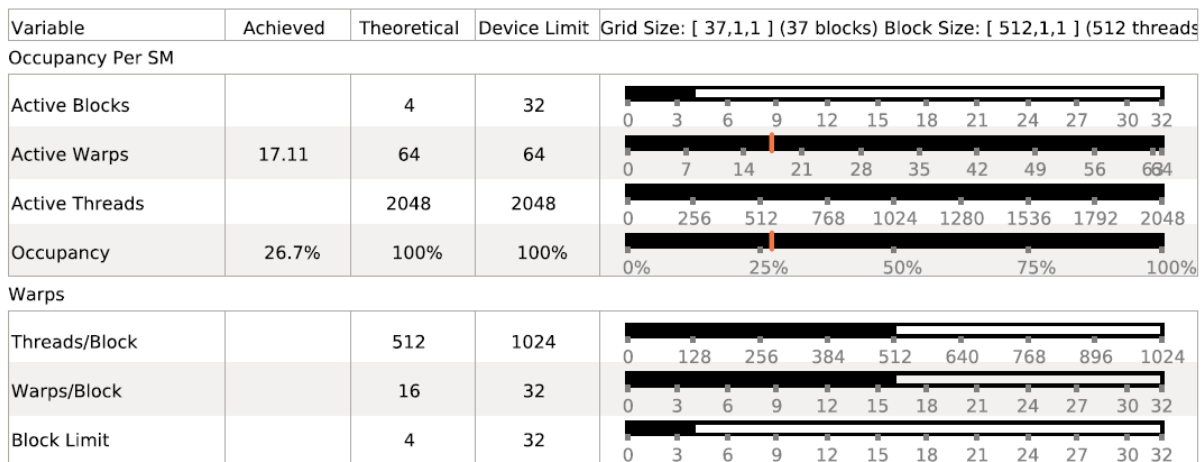 Variable Achieved Theoretical Device Limit Grid Size: [ 37,1,1 ] (37 blocks) Block Size: [ 512,1,1 ] (512 threads
Occupancy Per SM
Active Blocks 4 32
0 3 6 9 12 15 18 21 24 27 30 32
Active Warps 17.11 64 64
0 7 14 21 28 35 42 49 56 63 64
Active Threads 2048 2048
0 256 512 768 1024 1280 1536 1792 2048
Occupancy 26.7% 100% 100%
0% 25% 50% 75% 100%
Warps
Threads/Block 512 1024
0 128 256 384 512 640 768 896 1024
Warps/Block 16 32
0 3 6 9 12 15 18 21 24 27 30 32
Block Limit 4 32
0 3 6 9 12 15 18 21 24 27 30 32